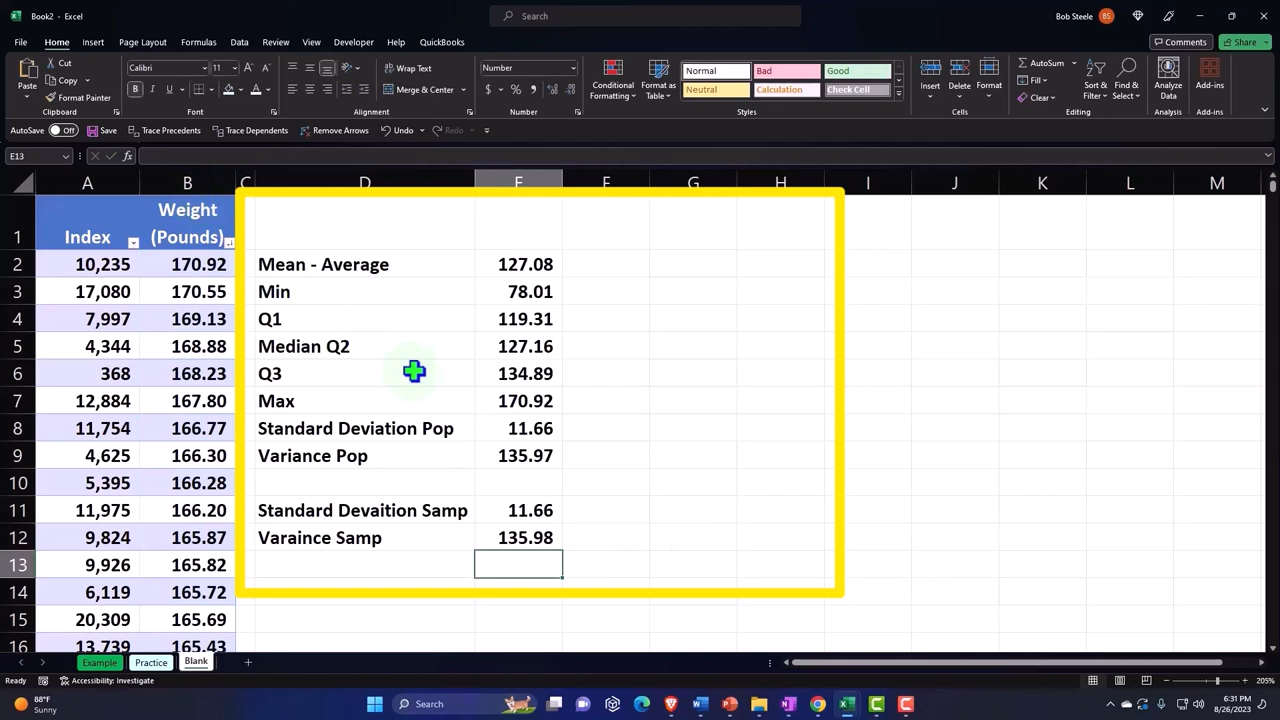 Book2 - Excel
Search
Bob Steele
BS
File Home Insert Page Layout Formulas Data Review View Developer Help QuickBooks
Comments
Share
Paste
Cut
Copy
Format Painter
Clipboard
Calibri
11
B I U
Font
Wrap Text
Merge & Center
Alignment
Number
$ % 9
Number
Conditional Formatting
Format as Table
Normal Bad Good
Neutral Calculation Check Cell
Styles
Insert Delete Format
Cells
AutoSum
Fill
Clear
Sort & Filter
Find & Select
Editing
Analyze Data
Add-ins
Add-ins
AutoSave Off Save Trace Precedents Trace Dependents Remove Arrows Undo Redo
E13 fx
A B C D E F G H I J K L M
1 Index Weight (Pounds)
2 10,235 170.92 Mean - Average 127.08
3 17,080 170.55 Min 78.01
4 7,997 169.13 Q1 119.31
5 4,344 168.88 Median Q2 127.16
6 368 168.23 Q3 134.89
7 12,884 167.80 Max 170.92
8 11,754 166.77 Standard Deviation Pop 11.66
9 4,625 166.30 Variance Pop 135.97
10 5,395 166.28
11 11,975 166.20 Standard Devaition Samp 11.66
12 9,824 165.87 Varaince Samp 135.98
13 9,926 165.82
14 6,119 165.72
15 20,309 165.69
16 13,739 165.43
Example Practice Blank
Ready Accessibility: Investigate
205%
88°F
Sunny
Search
6:31 PM
8/26/2023